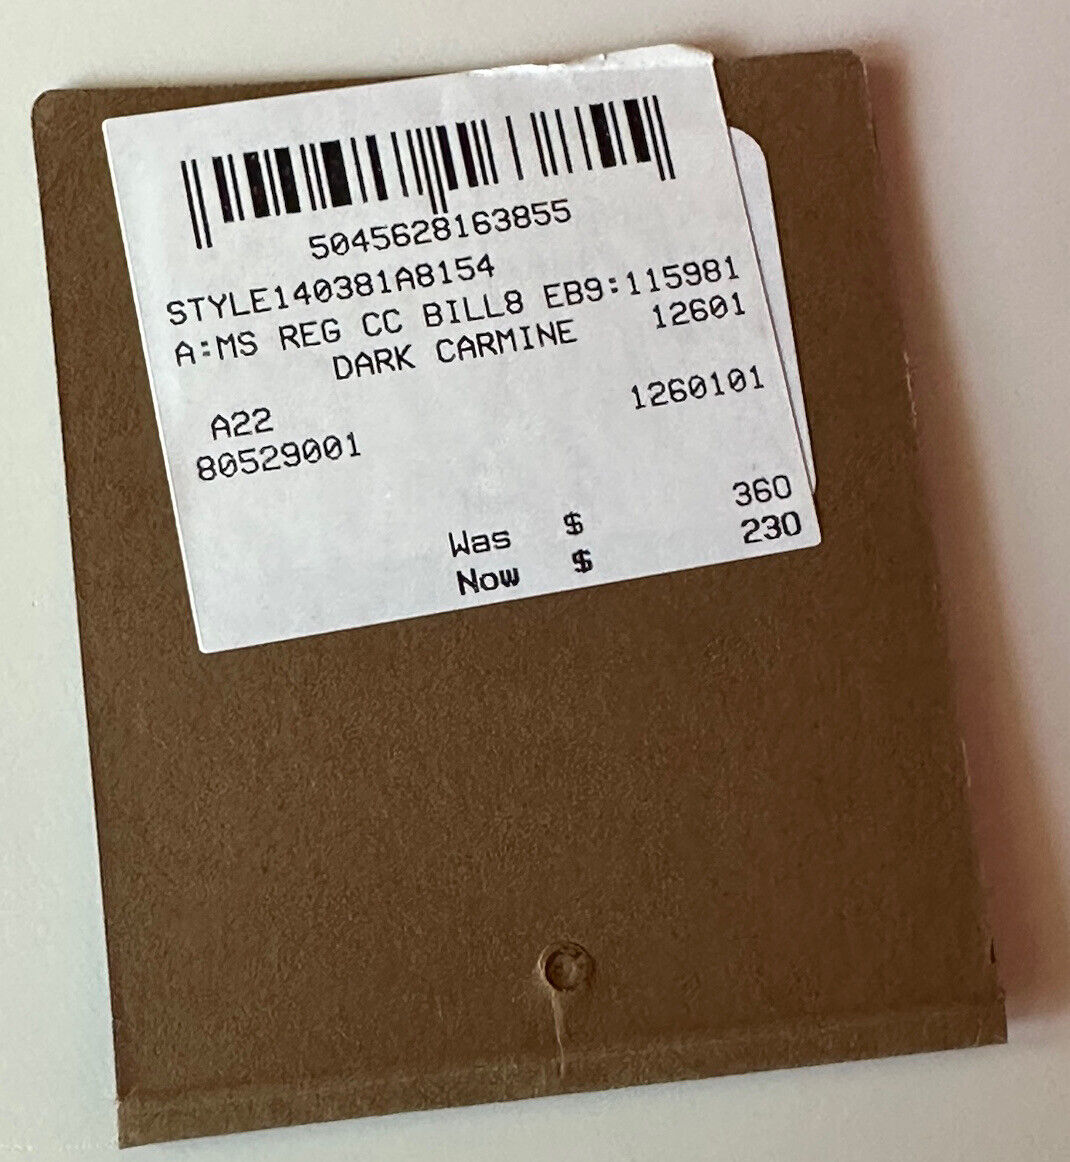 5045628163855
STYLE140381A8154
A:MS REG CC BILL8 EB9:115981
DARK CARMINE 12601
A22 1260101
80529001
Was $ 360
Now $ 230